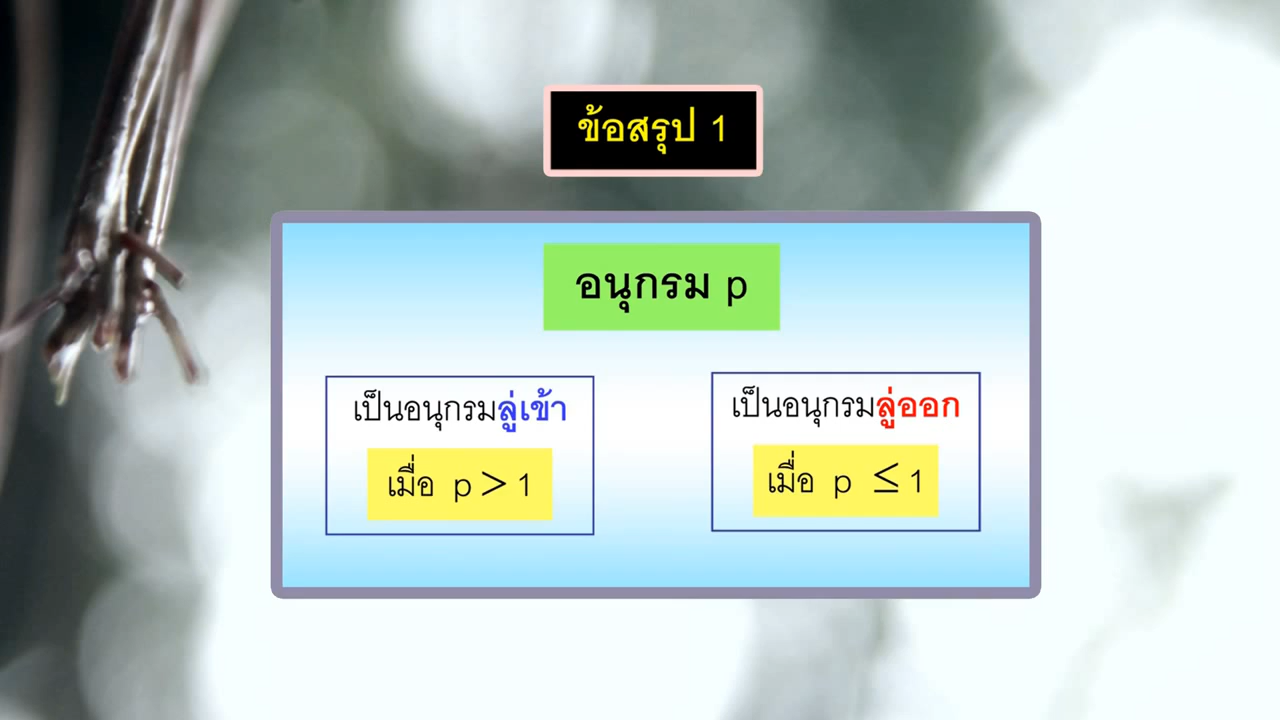 ข้อสรุป 1
อนุกรม p
เป็นอนุกรมลู่เข้า
เมื่อ p > 1
เป็นอนุกรมลู่ออก
เมื่อ p ≤ 1